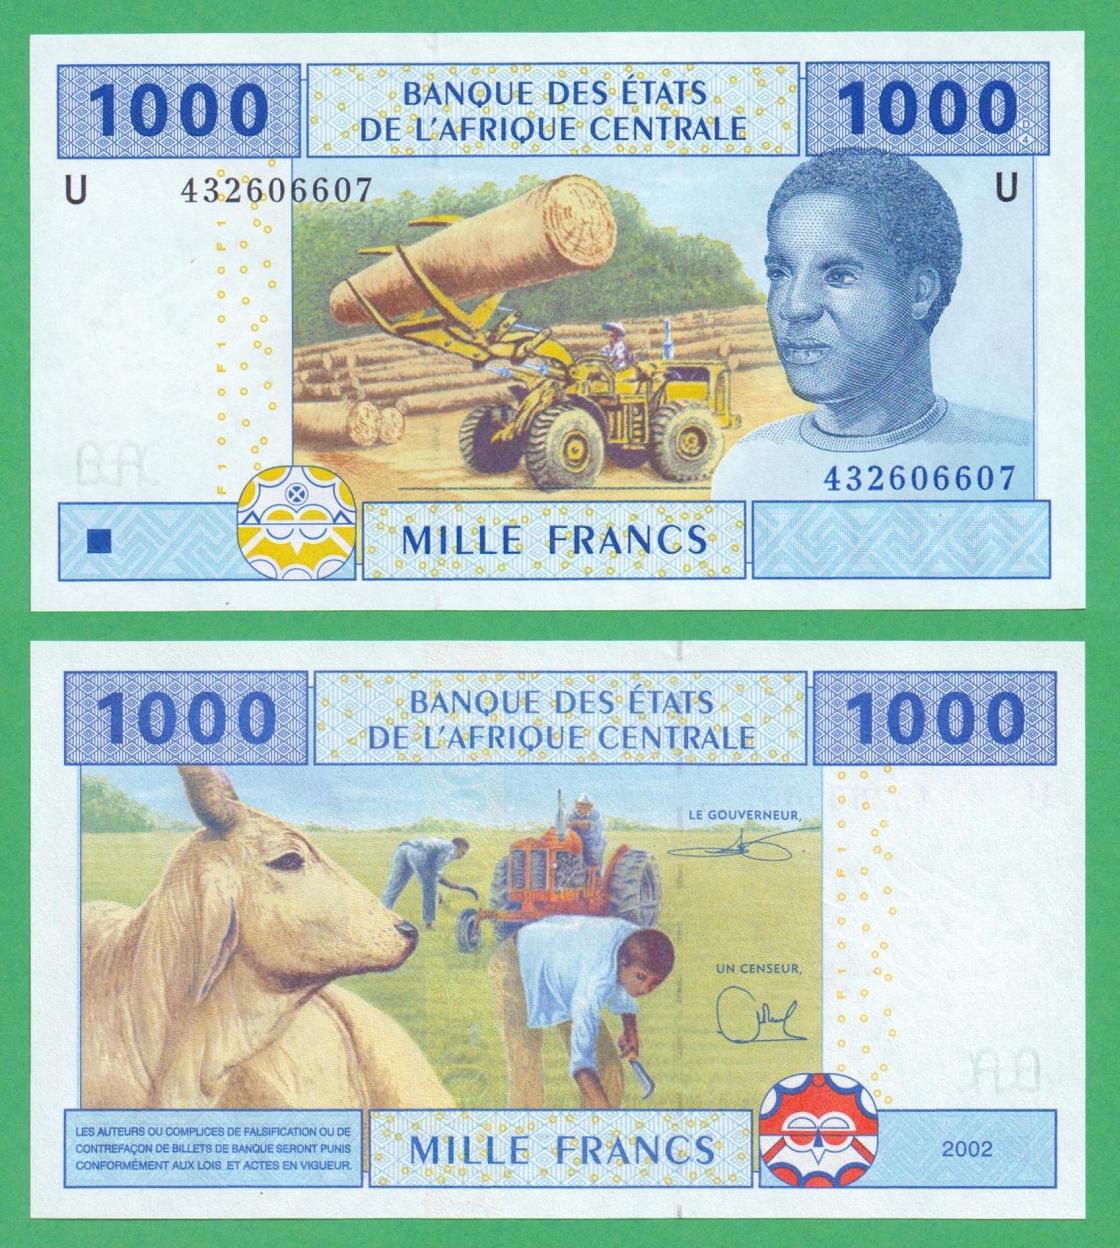 1000
BANQUE DES ÉTATS
DE L'AFRIQUE CENTRALE
1000
U
432606607
U
432606607
MILLE FRANCS
1000
BANQUE DES ÉTATS
DE L'AFRIQUE CENTRALE
1000
LE GOUVERNEUR,
UN CENSEUR,
LES AUTEURS OU COMPLICES DE FALSIFICATION OU DE
CONTREFAÇON DE BILLETS DE BANQUE SERONT PUNIS
CONFORMÉMENT AUX LOIS ET ACTES EN VIGUEUR.
MILLE FRANCS
2002